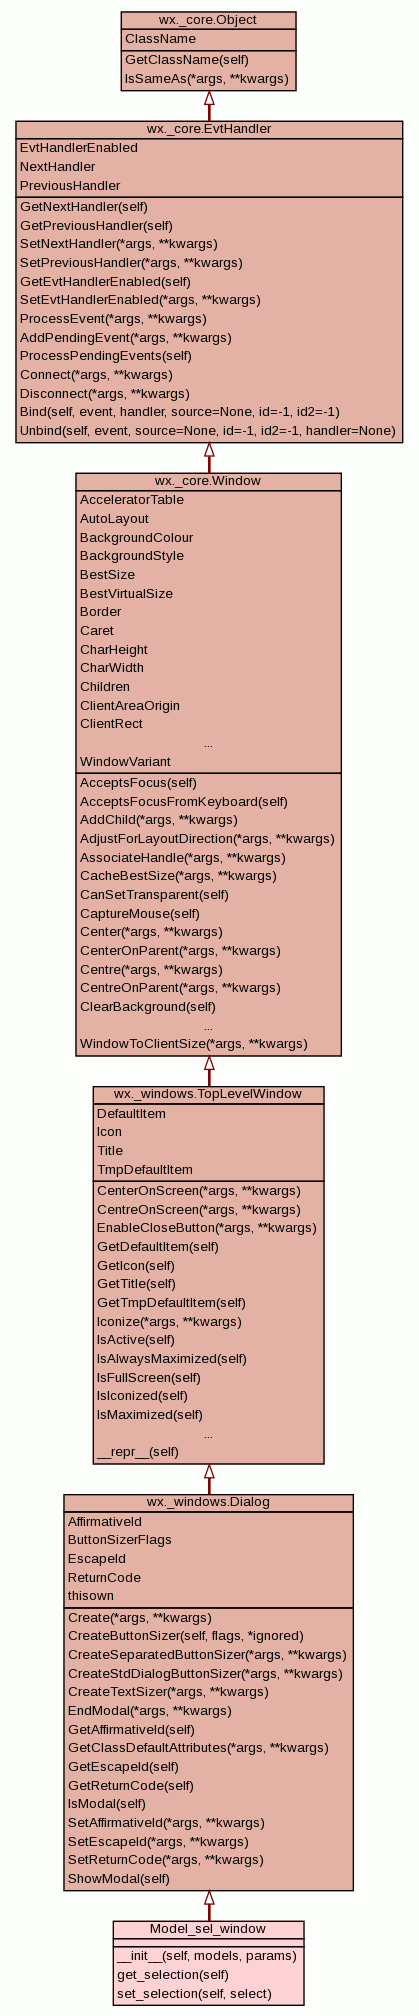 wx._core.Object
ClassName
GetClassName(self)
IsSameAs(*args, **kwargs)
wx._core.EvtHandler
EvtHandlerEnabled
NextHandler
PreviousHandler
GetNextHandler(self)
GetPreviousHandler(self)
SetNextHandler(*args, **kwargs)
SetPreviousHandler(*args, **kwargs)
GetEvtHandlerEnabled(self)
SetEvtHandlerEnabled(*args, **kwargs)
ProcessEvent(*args, **kwargs)
AddPendingEvent(*args, **kwargs)
ProcessPendingEvents(self)
Connect(*args, **kwargs)
Disconnect(*args, **kwargs)
Bind(self, event, handler, source=None, id=-1, id2=-1)
Unbind(self, event, source=None, id=-1, id2=-1, handler=None)
wx._core.Window
AcceleratorTable
AutoLayout
BackgroundColour
BackgroundStyle
BestSize
BestVirtualSize
Border
Caret
CharHeight
CharWidth
Children
ClientAreaOrigin
ClientRect
...
WindowVariant
AcceptsFocus(self)
AcceptsFocusFromKeyboard(self)
AddChild(*args, **kwargs)
AdjustForLayoutDirection(*args, **kwargs)
AssociateHandle(*args, **kwargs)
CacheBestSize(*args, **kwargs)
CanSetTransparent(self)
CaptureMouse(self)
Center(*args, **kwargs)
CenterOnParent(*args, **kwargs)
Centre(*args, **kwargs)
CentreOnParent(*args, **kwargs)
ClearBackground(self)
...
WindowToClientSize(*args, **kwargs)
wx._windows.TopLevelWindow
DefaultItem
Icon
Title
TmpDefaultItem
CenterOnScreen(*args, **kwargs)
CentreOnScreen(*args, **kwargs)
EnableCloseButton(*args, **kwargs)
GetDefaultItem(self)
GetIcon(self)
GetTitle(self)
GetTmpDefaultItem(self)
Iconize(*args, **kwargs)
IsActive(self)
IsAlwaysMaximized(self)
IsFullScreen(self)
IsIconized(self)
IsMaximized(self)
...
__repr__(self)
wx._windows.Dialog
AffirmativeId
ButtonSizerFlags
EscapeId
ReturnCode
thisown
Create(*args, **kwargs)
CreateButtonSizer(self, flags, *ignored)
CreateSeparatedButtonSizer(*args, **kwargs)
CreateStdDialogButtonSizer(*args, **kwargs)
CreateTextSizer(*args, **kwargs)
EndModal(*args, **kwargs)
GetAffirmativeId(self)
GetClassDefaultAttributes(*args, **kwargs)
GetEscapeId(self)
GetReturnCode(self)
IsModal(self)
SetAffirmativeId(*args, **kwargs)
SetEscapeId(*args, **kwargs)
SetReturnCode(*args, **kwargs)
ShowModal(self)
Model_sel_window
__init__(self, models, params)
get_selection(self)
set_selection(self, select)